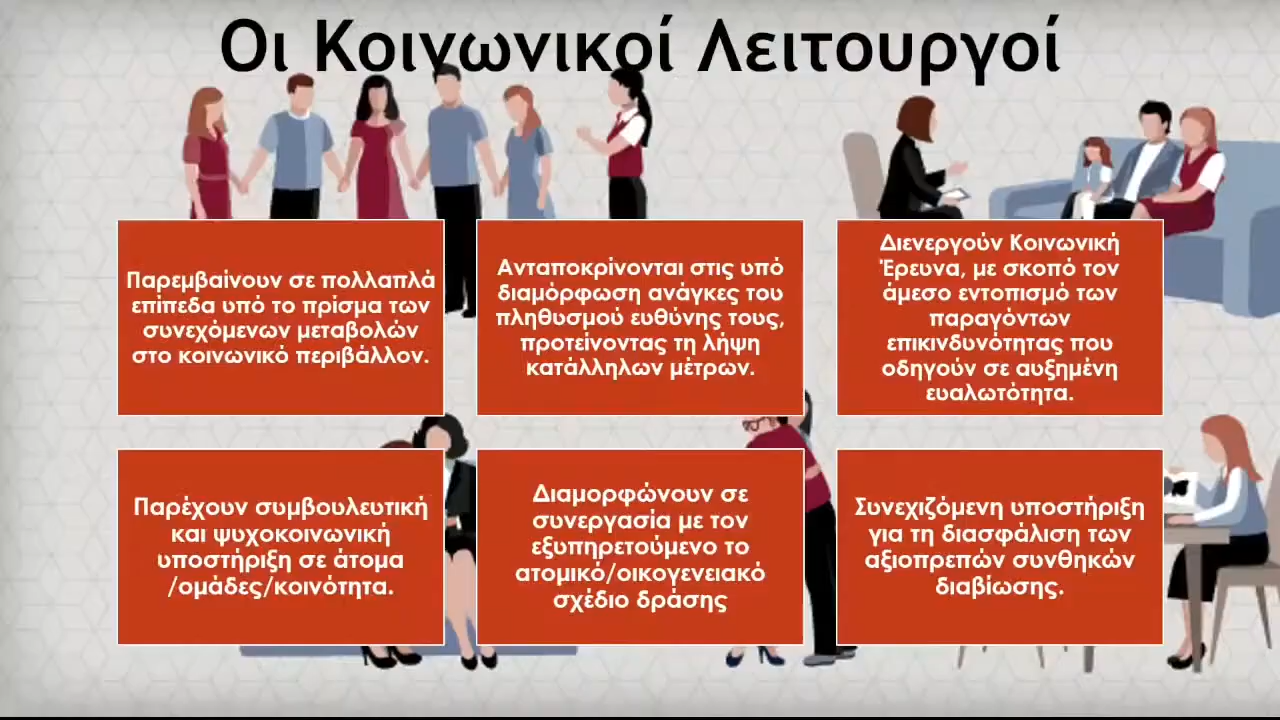 Οι Κοινωνικοί Λειτουργοί
Παρεμβαίνουν σε πολλαπλά
επίπεδα υπό το πρίσμα των
συνεχόμενων μεταβολών
στο κοινωνικό περιβάλλον.
Ανταποκρίνονται στις υπό
διαμόρφωση ανάγκες του
πληθυσμού ευθύνης τους,
προτείνοντας τη λήψη
κατάλληλων μέτρων.
Διενεργούν Κοινωνική
Έρευνα, με σκοπό τον
άμεσο εντοπισμό των
παραγόντων
επικινδυνότητας που
οδηγούν σε αυξημένη
ευαλωτότητα.
Παρέχουν συμβουλευτική
και ψυχοκοινωνική
υποστήριξη σε άτομα
/ομάδες/κοινότητα.
Διαμορφώνουν σε
συνεργασία με τον
εξυπηρετούμενο το
ατομικό/οικογενειακό
σχέδιο δράσης
Συνεχιζόμενη υποστήριξη
για τη διασφάλιση των
αξιοπρεπών συνθηκών
διαβίωσης.